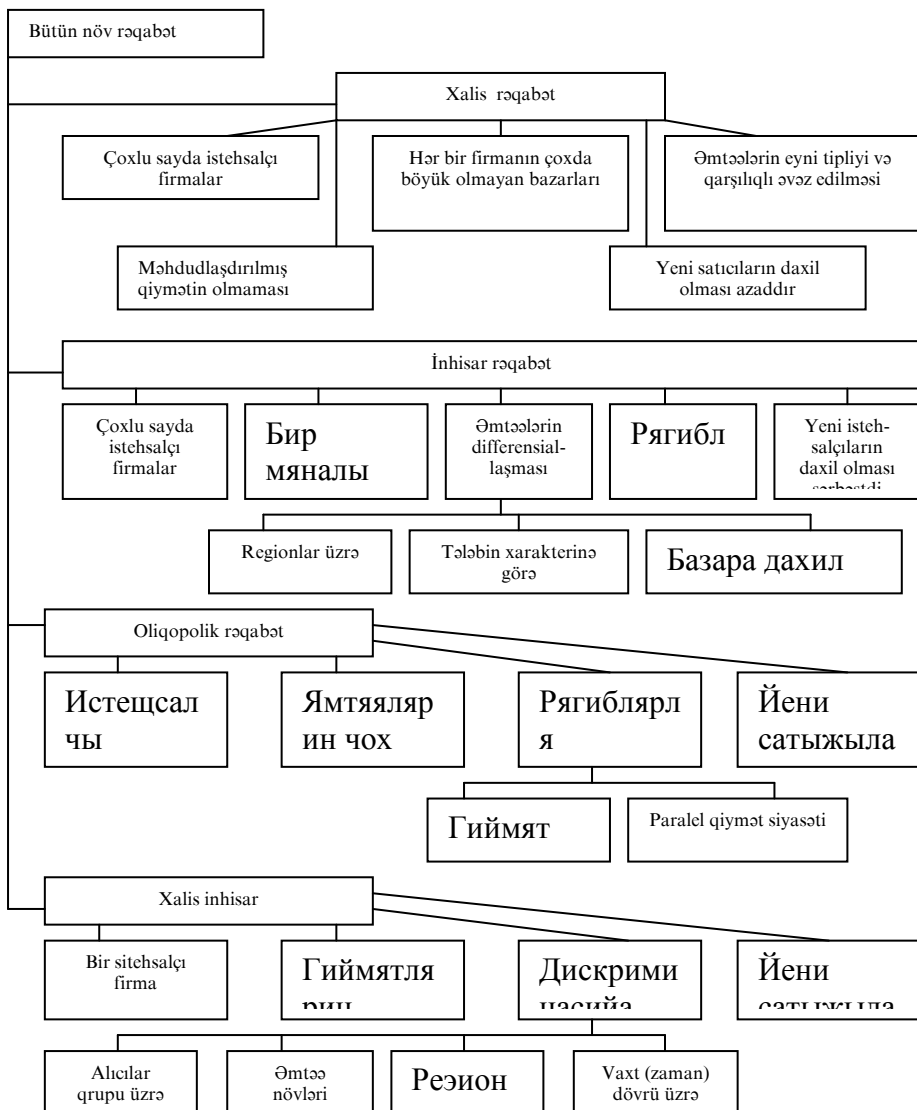 Bütün növ rəqabət
Xalis rəqabət
Çoxlu sayda istehsalçı
firmalar
Hər bir firmanın çoxda
böyük olmayan bazarları
Əmtəələrin eyni tipliyi və
qarşılıqlı əvəz edilməsi
Məhdudlaşdırılmış
qiymətin olmaması
Yeni satıcıların daxil
olması azaddır
İnhisar rəqabət
Çoxlu sayda
istehsalçı
firmalar
Бир
мяналы
Əmtəələrin
differensial-
laşması
Рягибл
Yeni isteh-
salçıların
daxil olması
sərbəstdi
Regionlar üzrə
Tələbin xarakterinə
görə
Базара дахил
Oliqopolik rəqabət
Истещсал
чы
Ямтяяляр
ин чох
Рягиблярл
я
Йени
сатыжыла
Гиймят
Paralel qiymət siyasəti
Xalis inhisar
Bir sitehsalçı
firma
Гиймятля
рин
Дискрими
насийа
Йени
сатыжыла
Alıcılar
qrupu üzrə
Əmtəə
növləri
Реэион
Vaxt (zaman)
dövrü üzrə